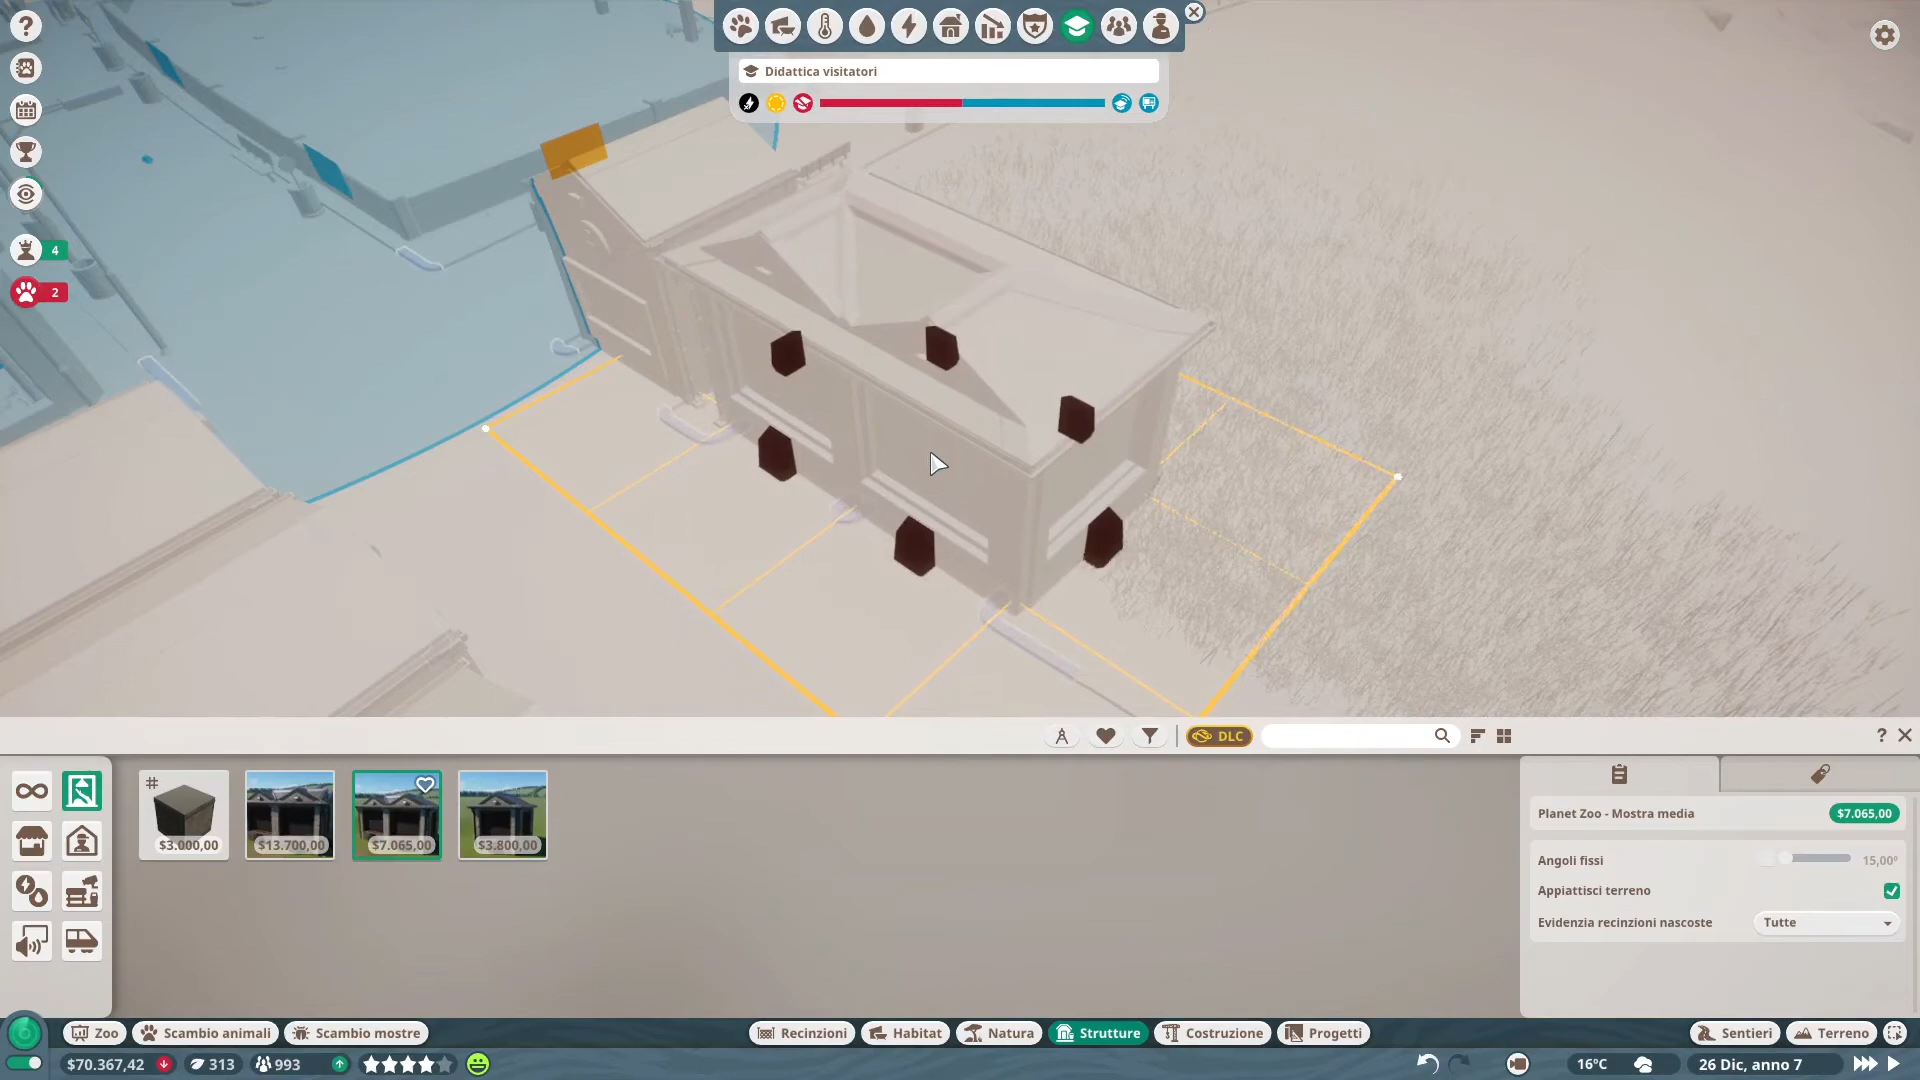 Didattica visitatori
4
2
DLC
$3.000,00
$13.700,00
$7.065,00
$3.800,00
Planet Zoo - Mostra media
$7.065,00
Angoli fissi
15,00°
Appiattisci terreno
Evidenzia recinzioni nascoste
Tutte
Zoo
Scambio animali
Scambio mostre
Recinzioni
Habitat
Natura
Strutture
Costruzione
Progetti
Sentieri
Terreno
$70.367,42
313
993
16°C
26 Dic, anno 7